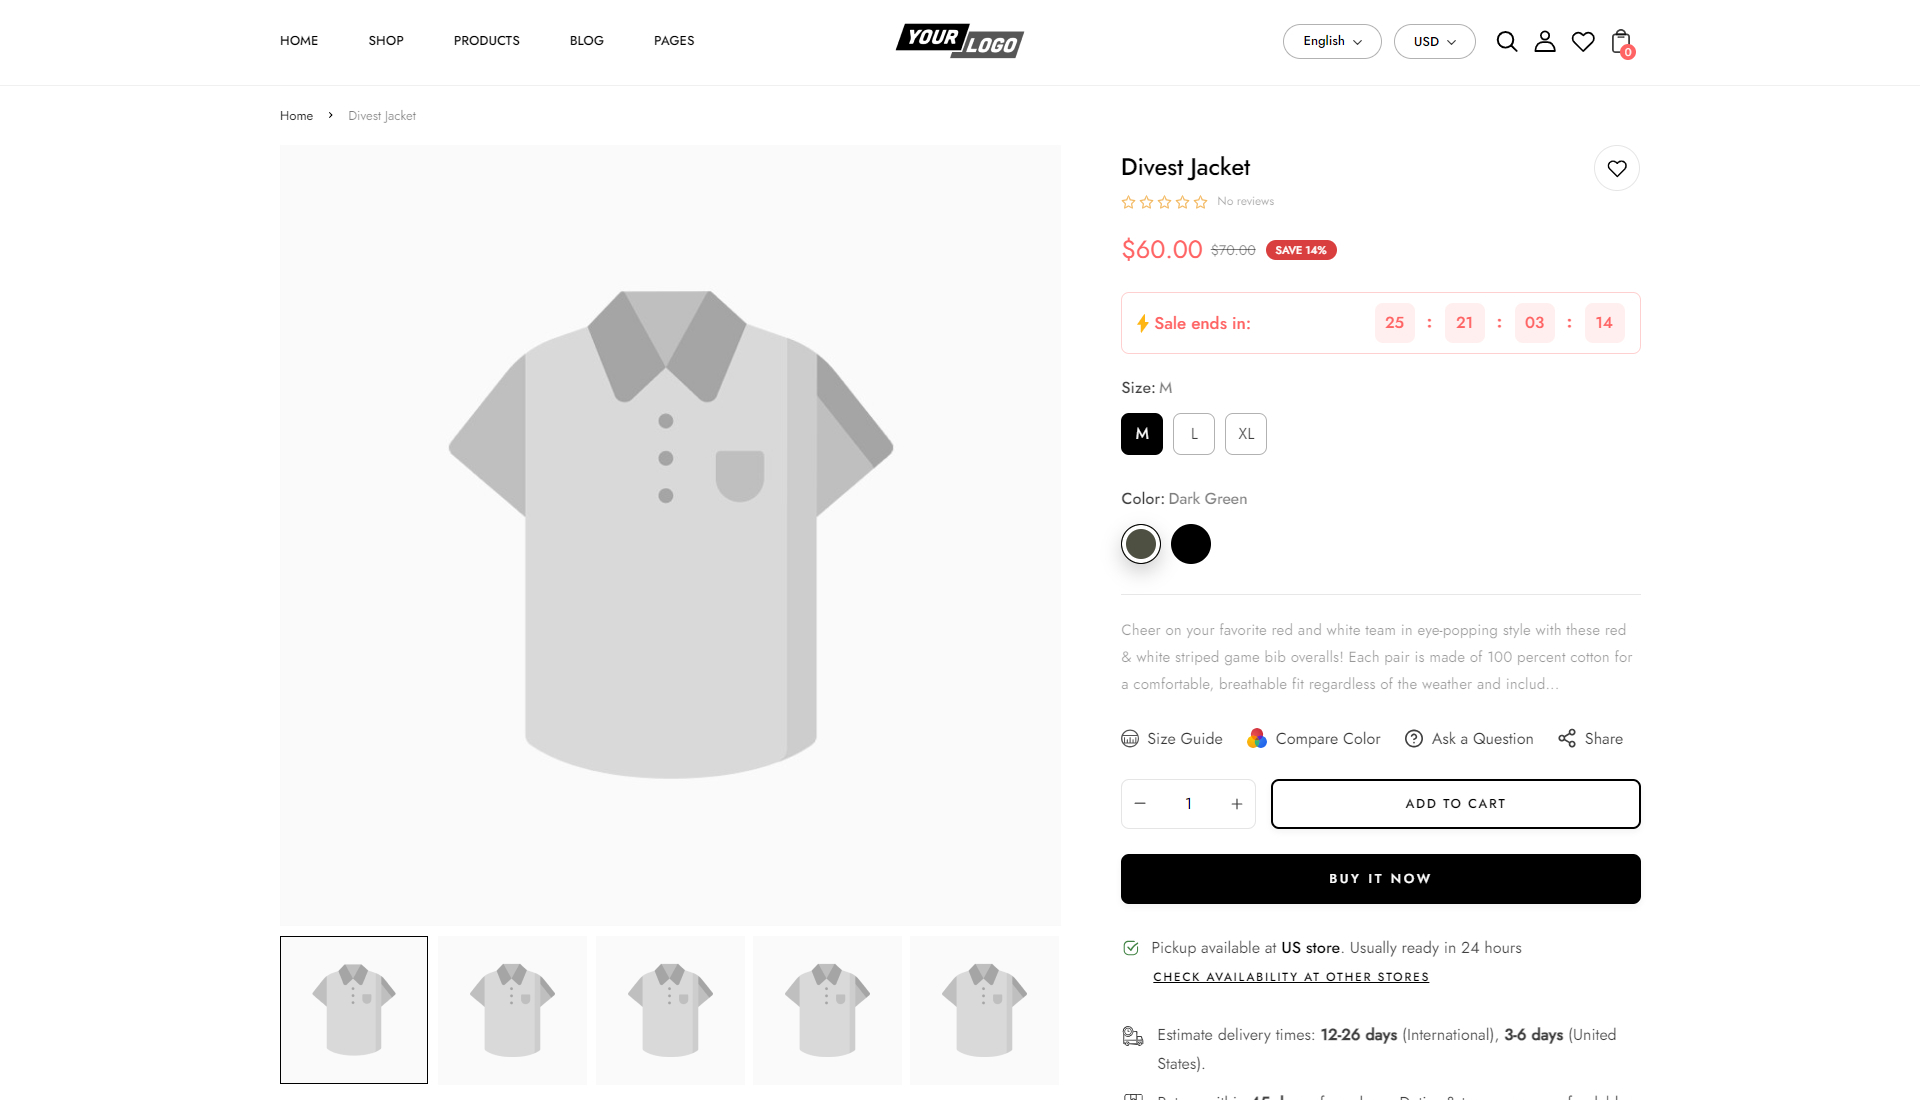 HOME SHOP PRODUCTS BLOG PAGES
YOUR LOGO
English USD
0
Home Divest Jacket
Divest Jacket
No reviews
$60.00 $70.00 SAVE 14%
Sale ends in: 25 : 21 : 03 : 14
Size: M
M L XL
Color: Dark Green
Cheer on your favorite red and white team in eye-popping style with these red
& white striped game bib overalls! Each pair is made of 100 percent cotton for
a comfortable, breathable fit regardless of the weather and includ...
Size Guide Compare Color Ask a Question Share
1 ADD TO CART
BUY IT NOW
Pickup available at US store. Usually ready in 24 hours
CHECK AVAILABILITY AT OTHER STORES
Estimate delivery times: 12-26 days (International), 3-6 days (United
States).